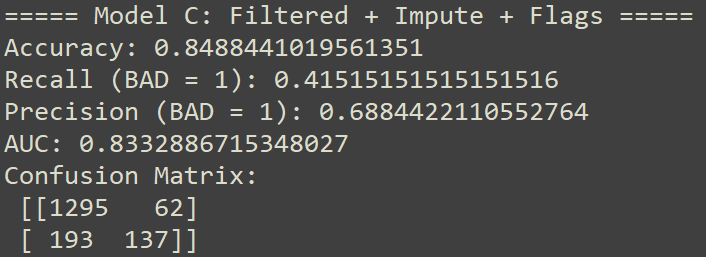 ===== Model C: Filtered + Impute + Flags =====
Accuracy: 0.8488441019561351
Recall (BAD = 1): 0.41515151515151516
Precision (BAD = 1): 0.6884422110552764
AUC: 0.8332886715348027
Confusion Matrix:
[[1295 62]
[ 193 137]]